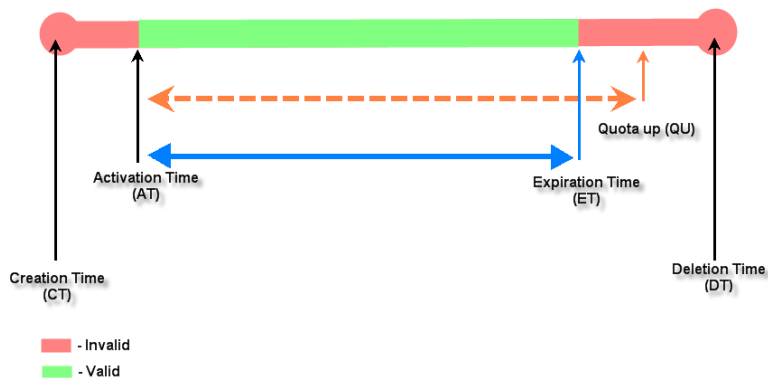 Quota up (QU)
Activation Time
(AT)
Expiration Time
(ET)
Creation Time
(CT)
Deletion Time
(DT)
- Invalid
- Valid